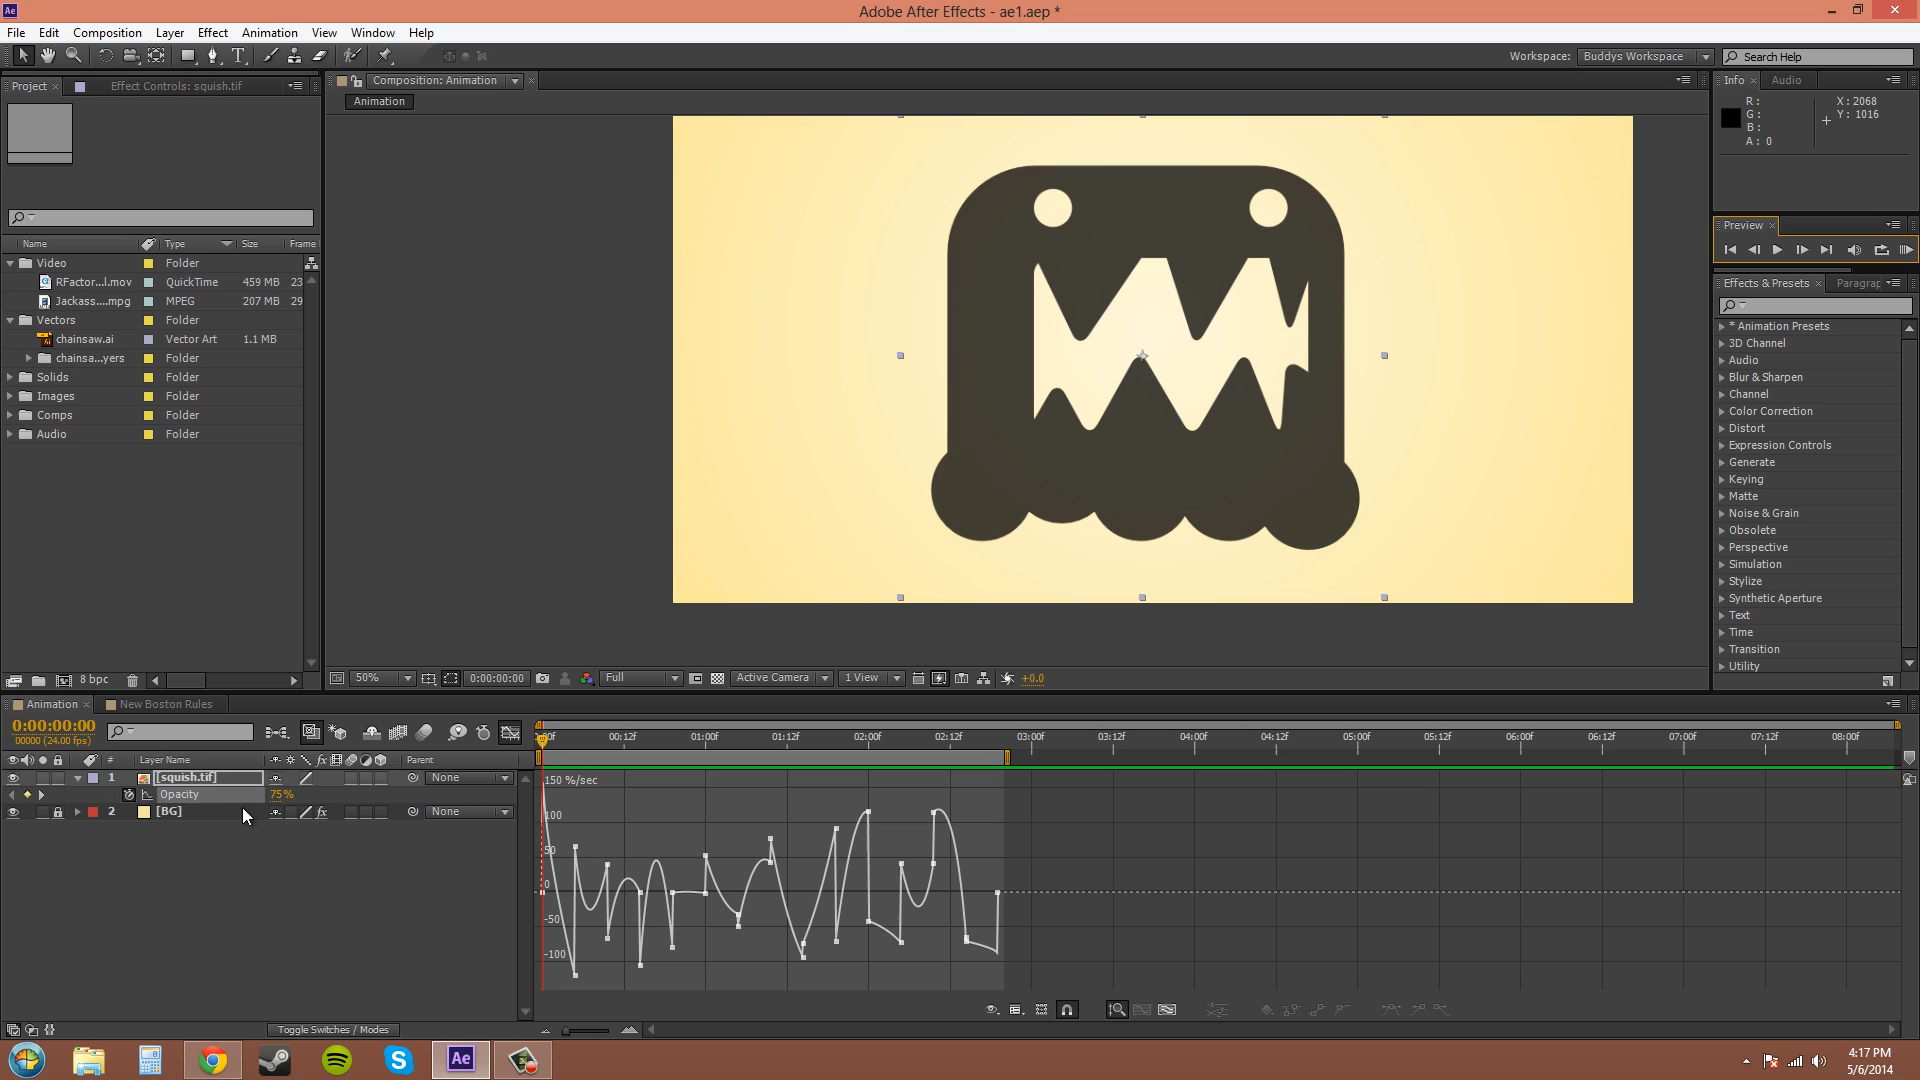 Ae
Adobe After Effects - ae1.aep *
File Edit Composition Layer Effect Animation View Window Help
T
Workspace: Buddys Workspace
Search Help
Project
Effect Controls: squish.tif
Composition: Animation
Animation
Info Audio
R:
G:
B:
A: 0
X: 2068
Y: 1016
Preview
Effects & Presets
Paragrap
* Animation Presets
3D Channel
Audio
Blur & Sharpen
Channel
Color Correction
Distort
Expression Controls
Generate
Keying
Matte
Noise & Grain
Obsolete
Perspective
Simulation
Stylize
Synthetic Aperture
Text
Time
Transition
Utility
Name Type Size Frame
Video Folder
RFactor...l.mov QuickTime 459 MB 23
Jackass....mpg MPEG 207 MB 29
Vectors Folder
chainsaw.ai Vector Art 1.1 MB
chainsa...yers Folder
Solids Folder
Images Folder
Comps Folder
Audio Folder
8 bpc
50%
0:00:00:00
Full
Active Camera
1 View
+0.0
Animation
New Boston Rules
0:00:00:00
00000 (24.00 fps)
00:12f 01:00f 01:12f 02:00f 02:12f 03:00f 03:12f 04:00f 04:12f 05:00f 05:12f 06:00f 06:12f 07:00f 07:12f 08:00f
# Layer Name fx Parent
1 [squish.tif] None
Opacity 75%
2 [BG] fx None
150 %/sec
100
50
0
-50
-100
Toggle Switches / Modes
Ae
4:17 PM
5/6/2014